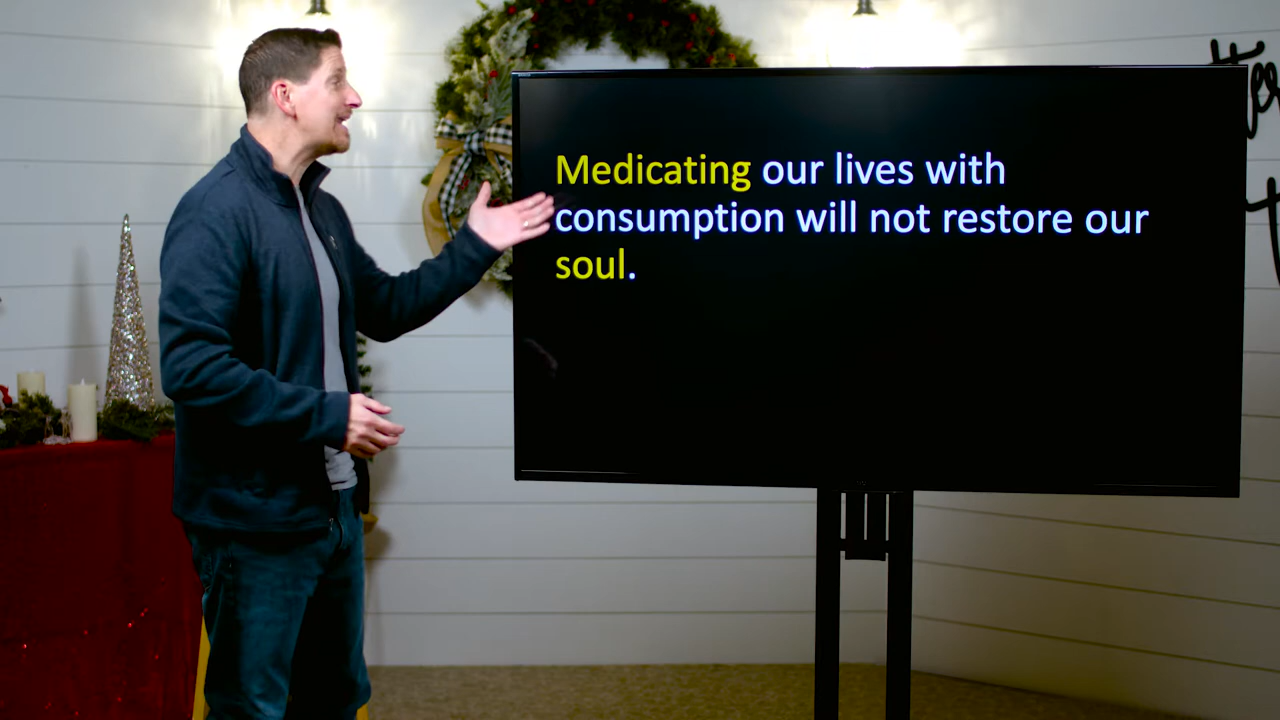 Medicating our lives with
consumption will not restore our
soul.